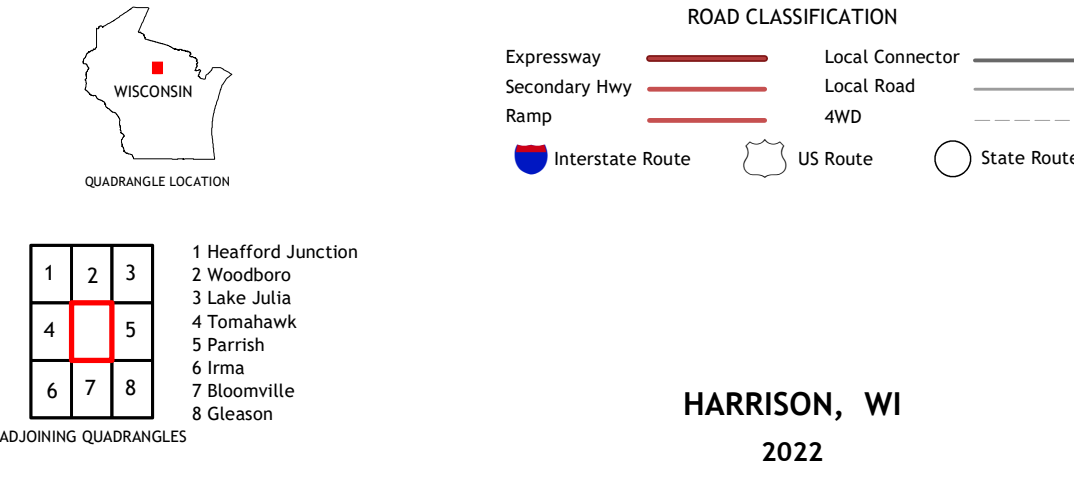 WISCONSIN
QUADRANGLE LOCATION
ROAD CLASSIFICATION
Expressway
Local Connector
Secondary Hwy
Local Road
Ramp
4WD
Interstate Route
US Route
State Route
1
2
3
4
5
6
7
8
1 Heafford Junction
2 Woodboro
3 Lake Julia
4 Tomahawk
5 Parrish
6 Irma
7 Bloomville
8 Gleason
ADJOINING QUADRANGLES
HARRISON, WI
2022